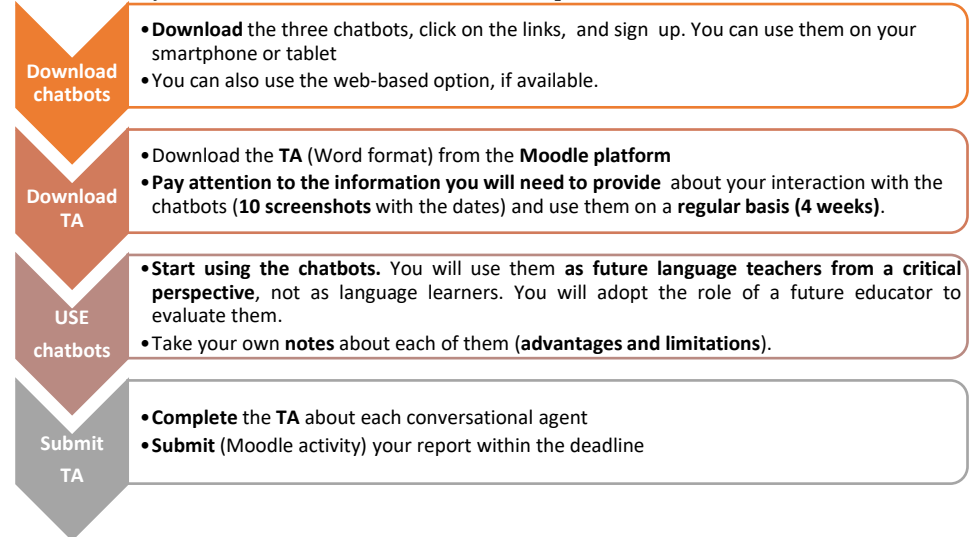 Download
chatbots
•Download the three chatbots, click on the links, and sign up. You can use them on your
smartphone or tablet
•You can also use the web-based option, if available.
Download
TA
•Download the TA (Word format) from the Moodle platform
•Pay attention to the information you will need to provide about your interaction with the
chatbots (10 screenshots with the dates) and use them on a regular basis (4 weeks).
USE
chatbots
•Start using the chatbots. You will use them as future language teachers from a critical
perspective, not as language learners. You will adopt the role of a future educator to
evaluate them.
•Take your own notes about each of them (advantages and limitations).
Submit
TA
•Complete the TA about each conversational agent
•Submit (Moodle activity) your report within the deadline